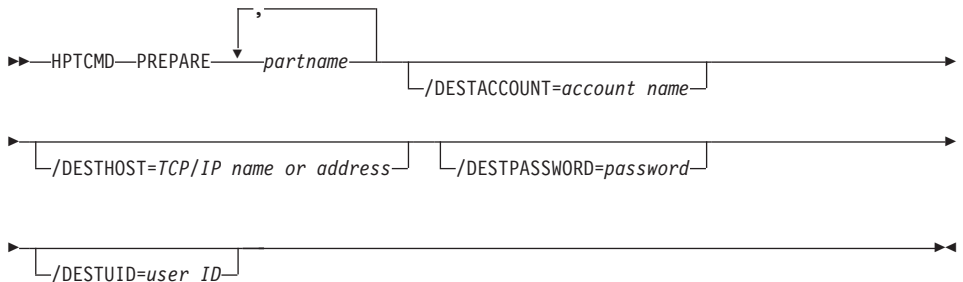 ,
HPTCMD PREPARE partname
/DESTACCOUNT=account name
/DESTHOST=TCP/IP name or address /DESTPASSWORD=password
/DESTUID=user ID